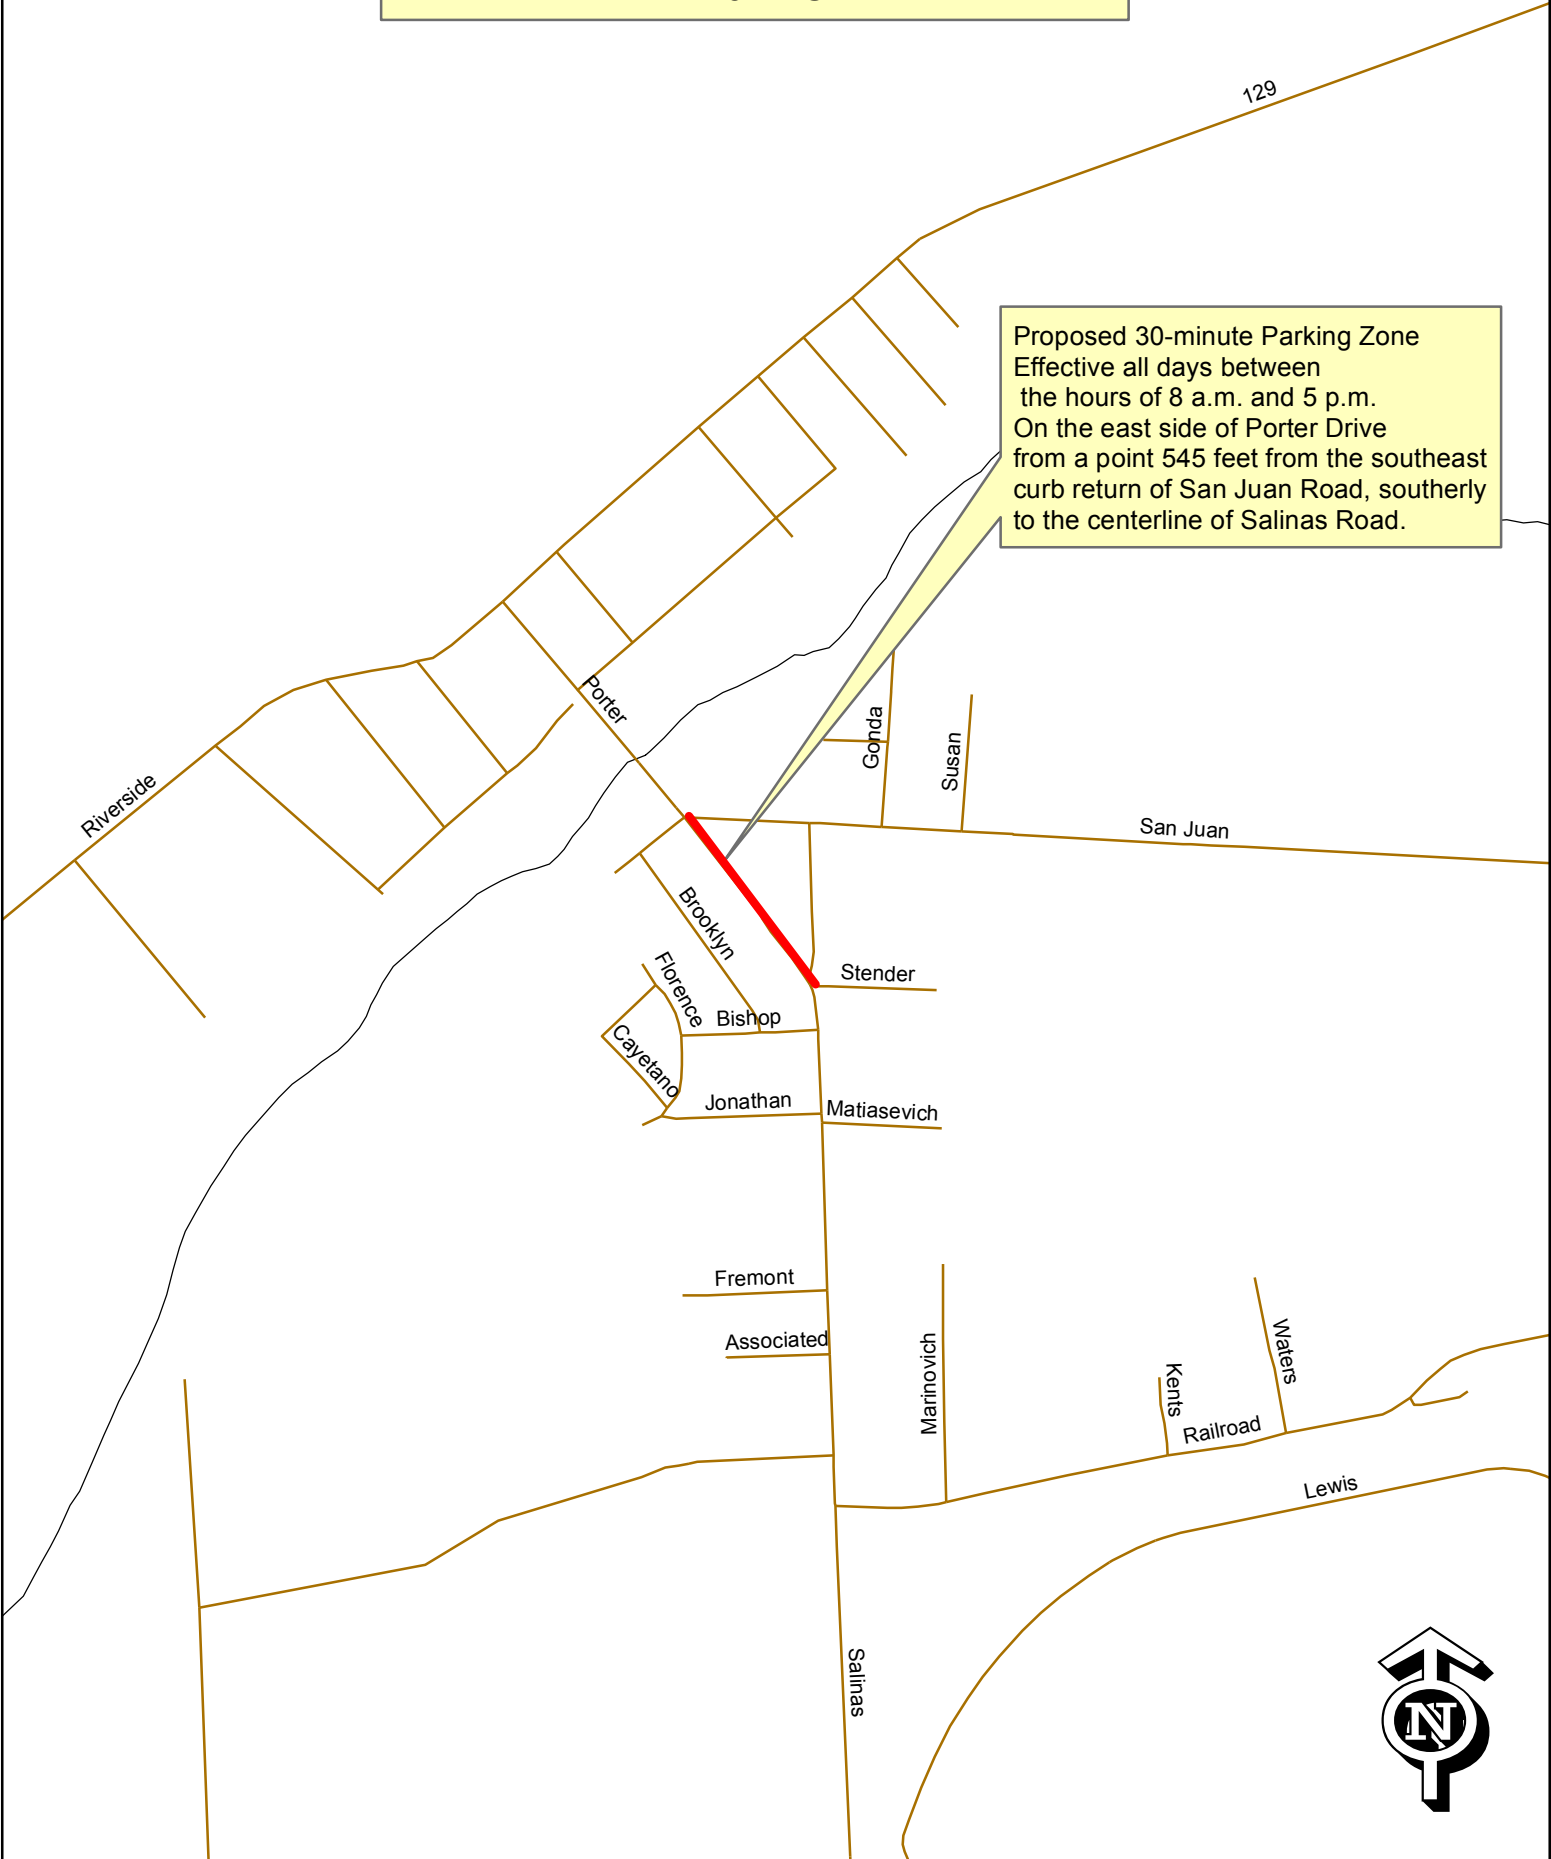 129
Proposed 30-minute Parking Zone
Effective all days between
the hours of 8 a.m. and 5 p.m.
On the east side of Porter Drive
from a point 545 feet from the southeast
curb return of San Juan Road, southerly
to the centerline of Salinas Road.
Porter
Gonda
Susan
Riverside
San Juan
Brooklyn
Florence
Stender
Bishop
Cayetano
Jonathan
Matiasevich
Fremont
Associated
Marinovich
Waters
Kents
Railroad
Lewis
Salinas
N